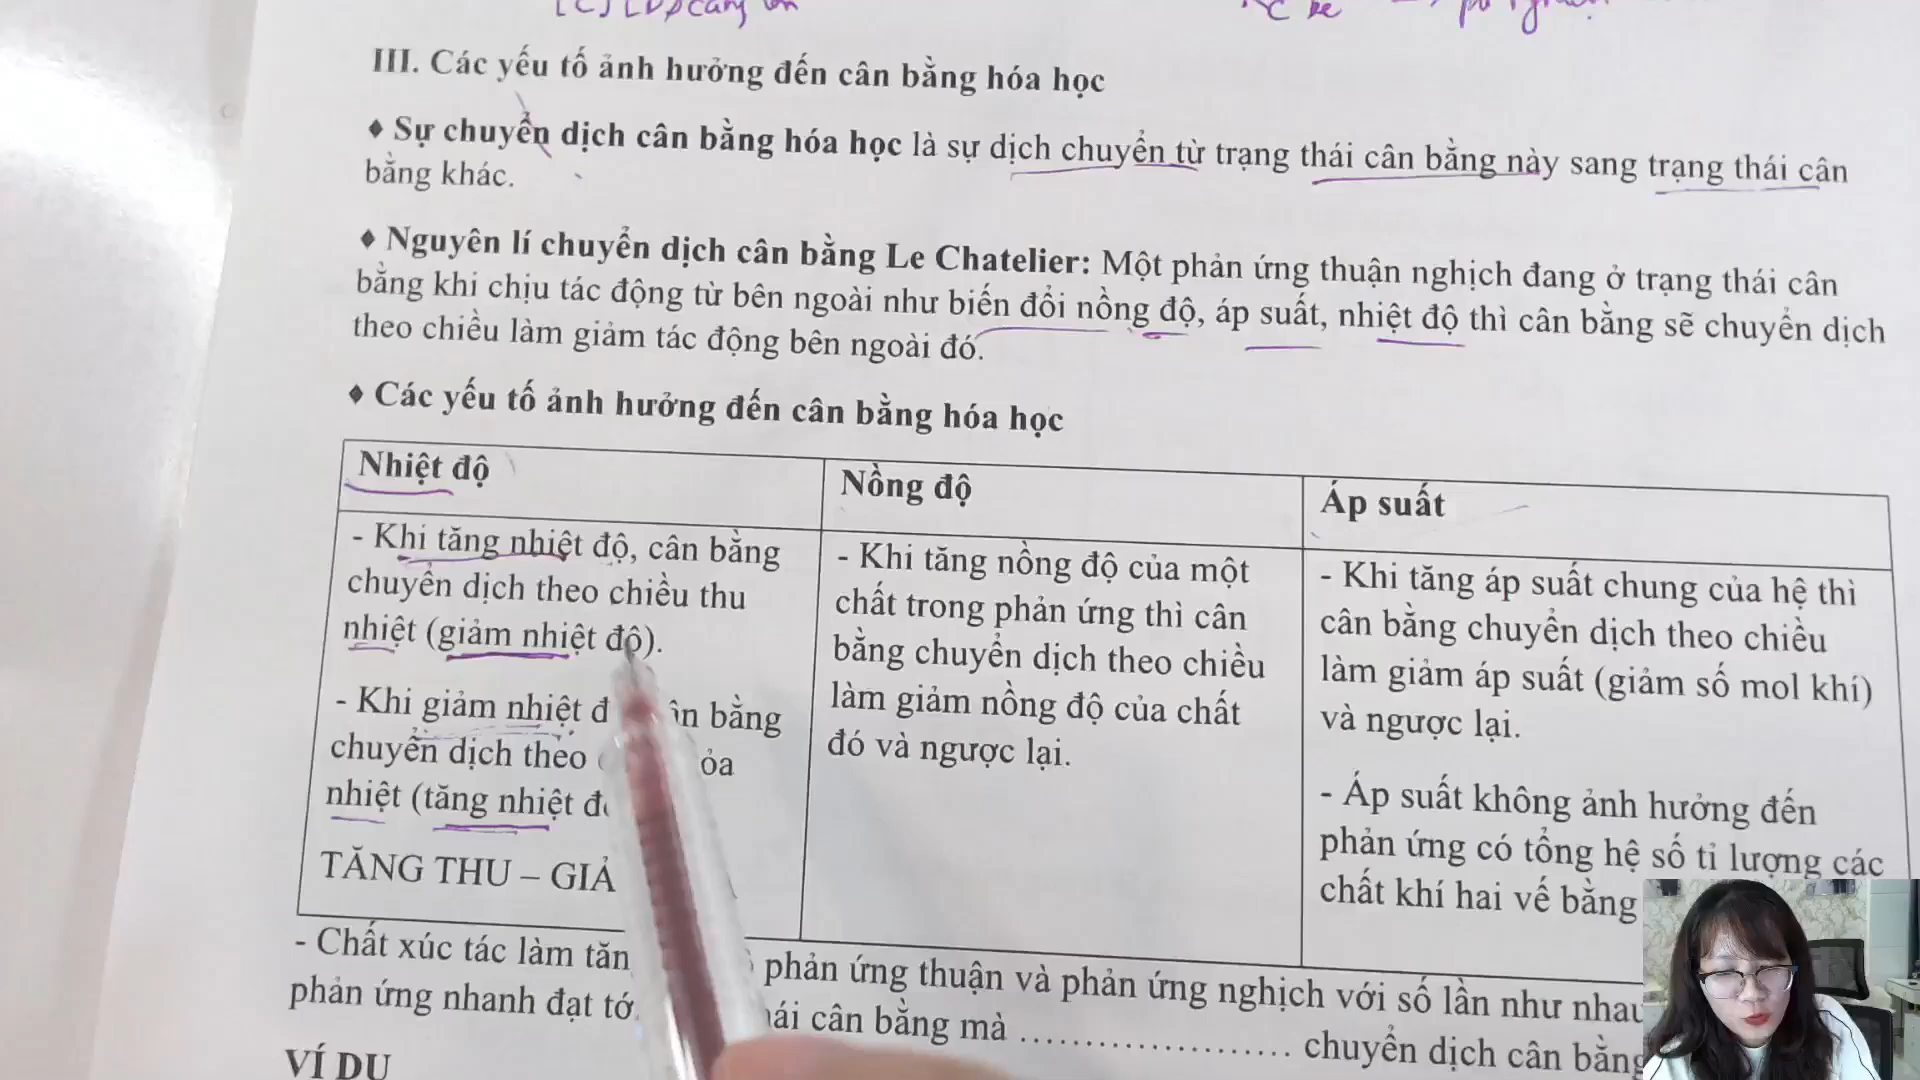 III. Các yếu tố ảnh hưởng đến cân bằng hóa học
♦ Sự chuyển dịch cân bằng hóa học là sự dịch chuyển từ trạng thái cân bằng này sang trạng thái cân
bằng khác.
♦ Nguyên lí chuyển dịch cân bằng Le Chatelier: Một phản ứng thuận nghịch đang ở trạng thái cân
bằng khi chịu tác động từ bên ngoài như biến đổi nồng độ, áp suất, nhiệt độ thì cân bằng sẽ chuyển dịch
theo chiều làm giảm tác động bên ngoài đó.
♦ Các yếu tố ảnh hưởng đến cân bằng hóa học
Nhiệt độ
- Khi tăng nhiệt độ, cân bằng
chuyển dịch theo chiều thu
nhiệt (giảm nhiệt độ).
- Khi giảm nhiệt bằng
chuyển dịch theo
nhiệt (tăng nhiệt
TĂNG THU –
Nồng độ
- Khi tăng nồng độ của một
chất trong phản ứng thì cân
bằng chuyển dịch theo chiều
làm giảm nồng độ của chất
đó và ngược lại.
Áp suất
- Khi tăng áp suất chung của hệ thì
cân bằng chuyển dịch theo chiều
làm giảm áp suất (giảm số mol khí)
và ngược lại.
- Áp suất không ảnh hưởng đến
phản ứng có tổng hệ số tỉ lượng các
chất khí hai vế bằng
- Chất xúc tác làm phản ứng thuận và phản ứng nghịch với số lần như
phản ứng nhanh đạt cân bằng mà ..................... chuyển dịch cân
VÍ DỤ